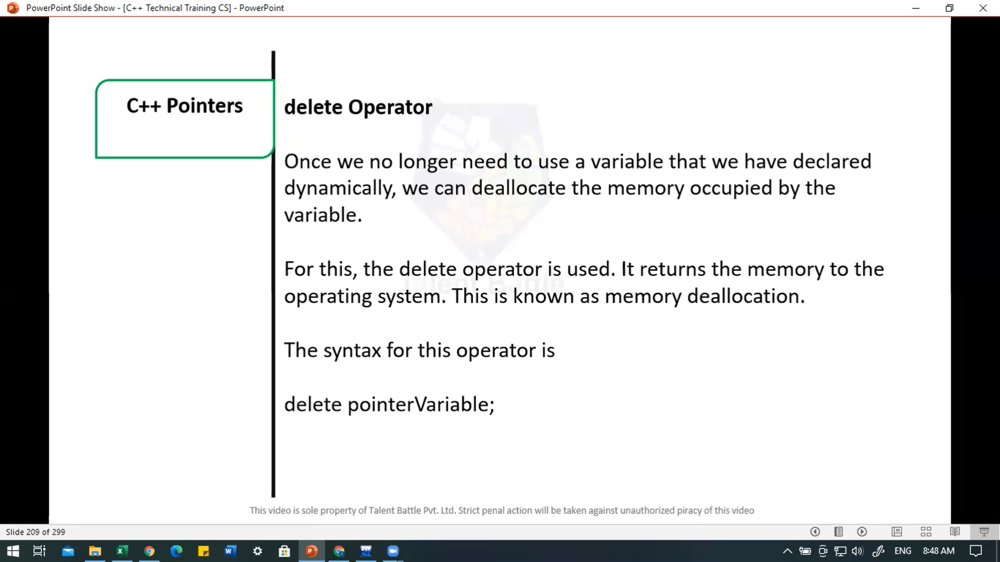 PowerPoint Slide Show - [C++ Technical Training CS] - PowerPoint
C++ Pointers
delete Operator
Once we no longer need to use a variable that we have declared
dynamically, we can deallocate the memory occupied by the
variable.
For this, the delete operator is used. It returns the memory to the
operating system. This is known as memory deallocation.
The syntax for this operator is
delete pointerVariable;
Talent Battle
This video is sole property of Talent Battle Pvt. Ltd. Strict penal action will be taken against unauthorized piracy of this video
Slide 209 of 299
DEV
ENG
8:48 AM